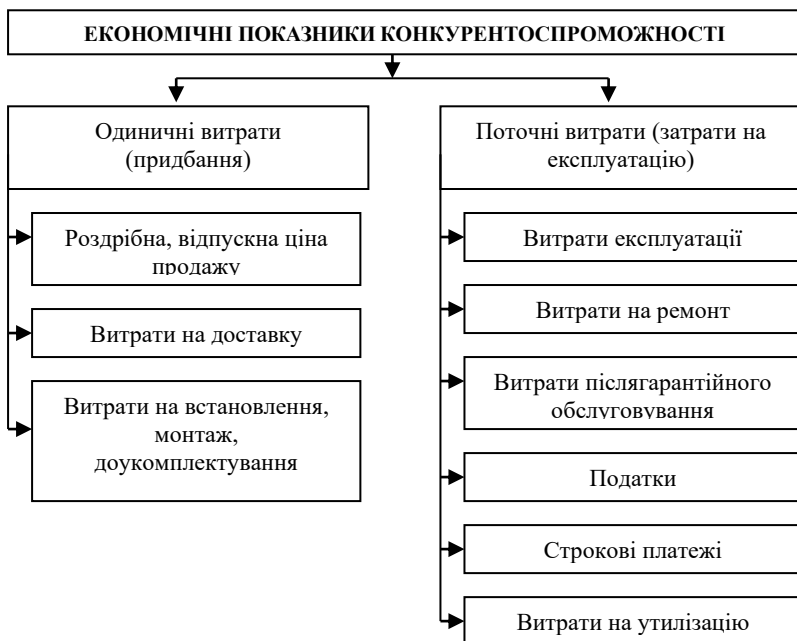 ЕКОНОМІЧНІ ПОКАЗНИКИ КОНКУРЕНТОСПРОМОЖНОСТІ
Одиничні витрати
(придбання)
Роздрібна, відпускна ціна
продажу
Витрати на доставку
Витрати на встановлення,
монтаж,
доукомплектування
Поточні витрати (затрати на
експлуатацію)
Витрати експлуатації
Витрати на ремонт
Витрати післягарантійного
обслуговування
Податки
Строкові платежі
Витрати на утилізацію